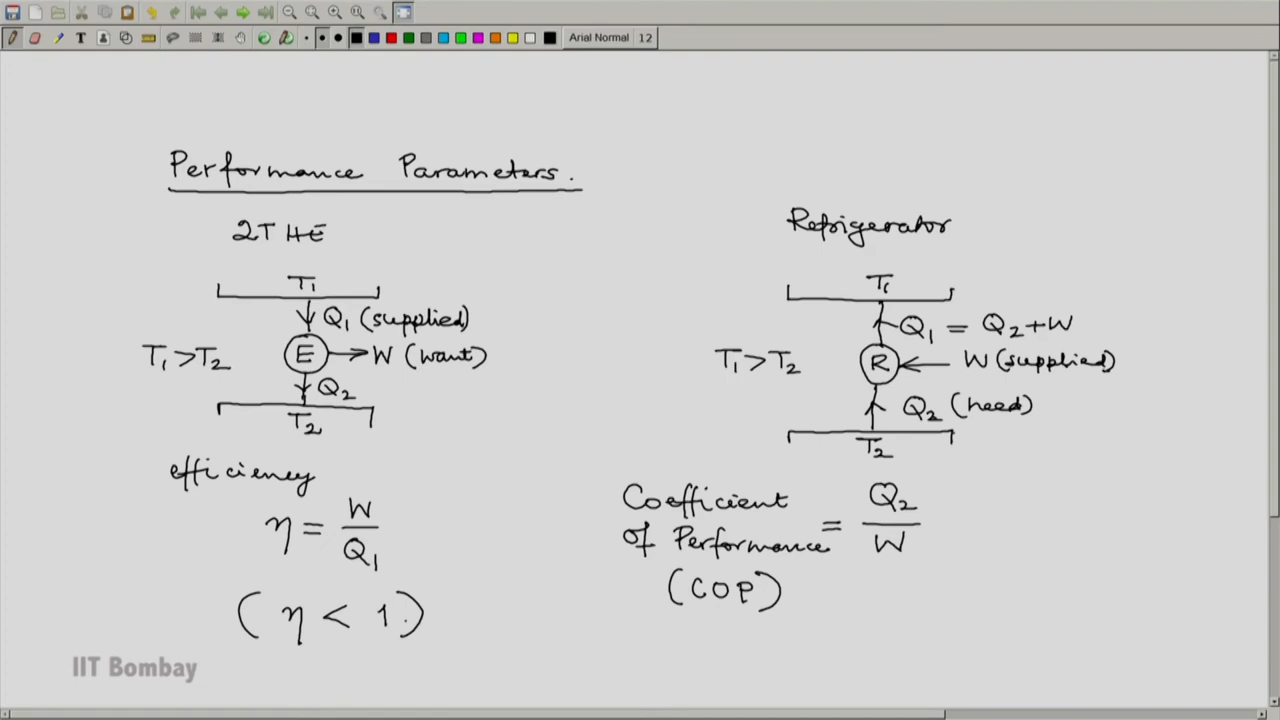 Arial Normal 12
Performance Parameters.
2T HE
T₁
Q₁ (supplied)
T₁ > T₂
E
W (want)
Q₂
T₂
efficiency
η = W / Q₁
( η < 1. )
Refrigerator
T₁
Q₁ = Q₂ + W
T₁ > T₂
R
W (supplied)
Q₂ (need)
T₂
Coefficient
of Performance = Q₂ / W
(COP)
IIT Bombay